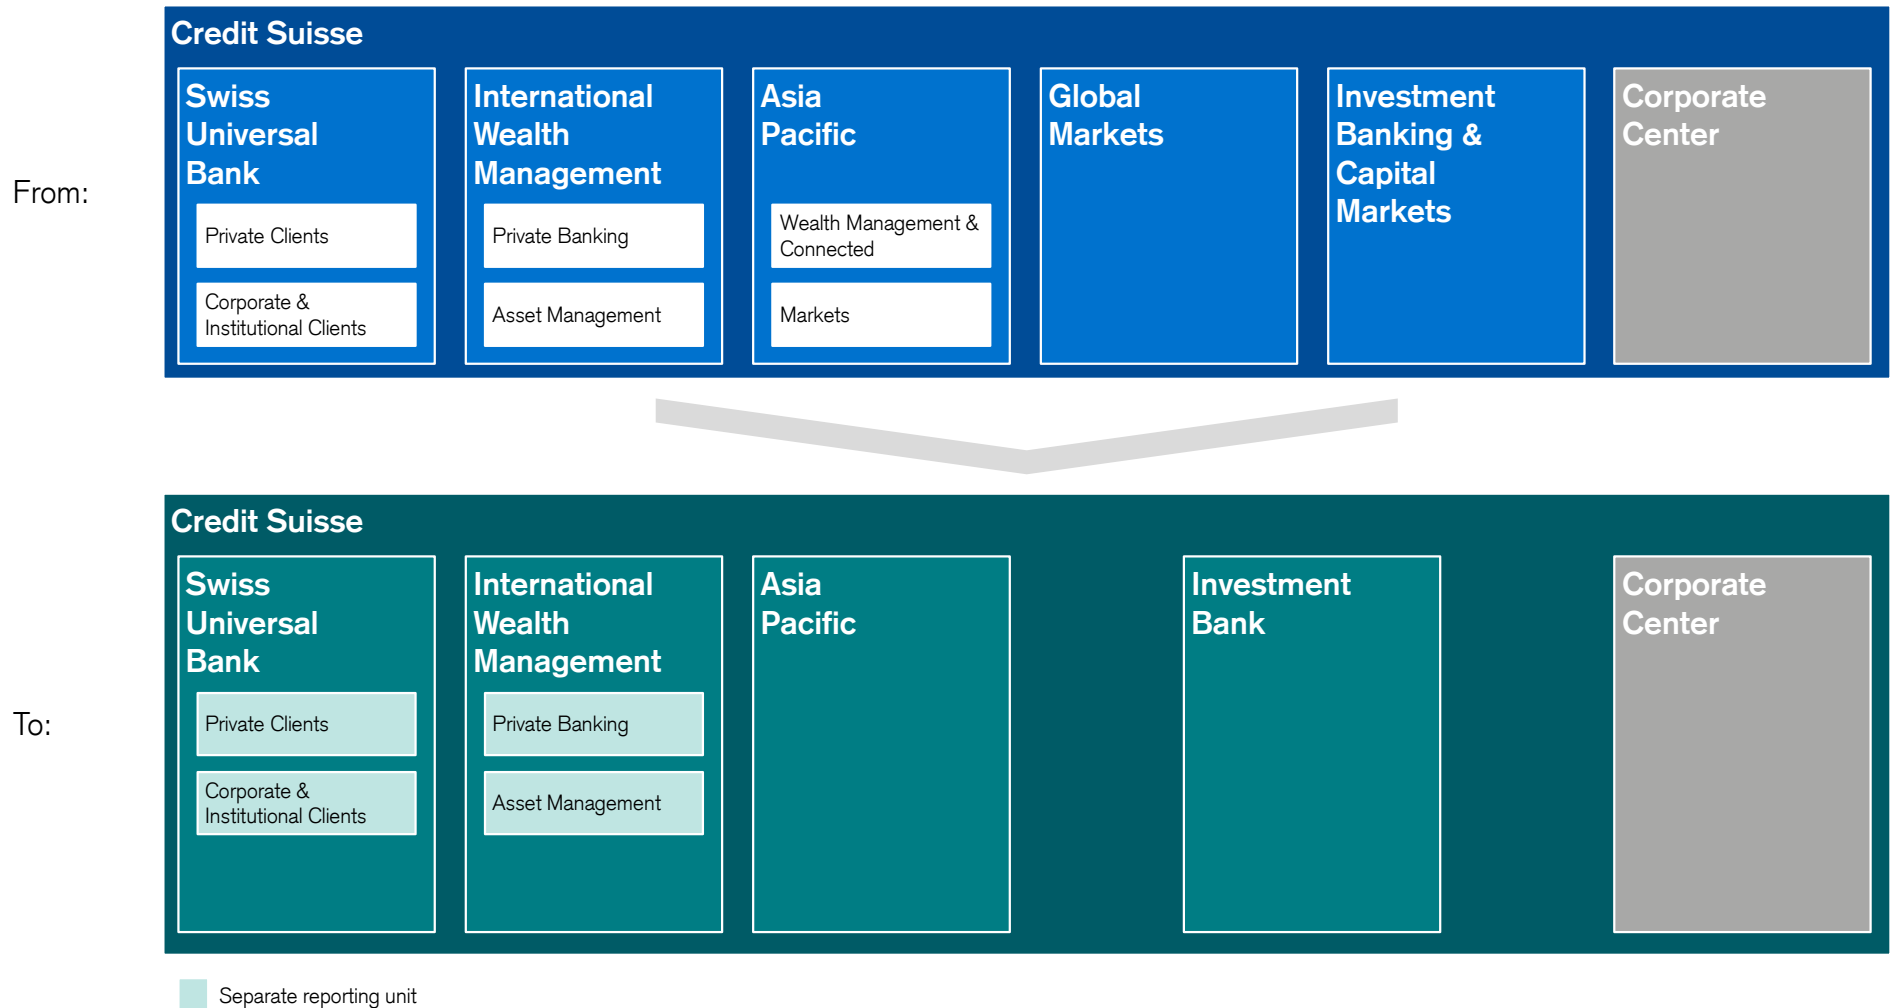 Credit Suisse
From:
Swiss
Universal
Bank
Private Clients
Corporate &
Institutional Clients
International
Wealth
Management
Private Banking
Asset Management
Asia
Pacific
Wealth Management &
Connected
Markets
Global
Markets
Investment
Banking &
Capital
Markets
Corporate
Center
Credit Suisse
To:
Swiss
Universal
Bank
Private Clients
Corporate &
Institutional Clients
International
Wealth
Management
Private Banking
Asset Management
Asia
Pacific
Investment
Bank
Corporate
Center
Separate reporting unit